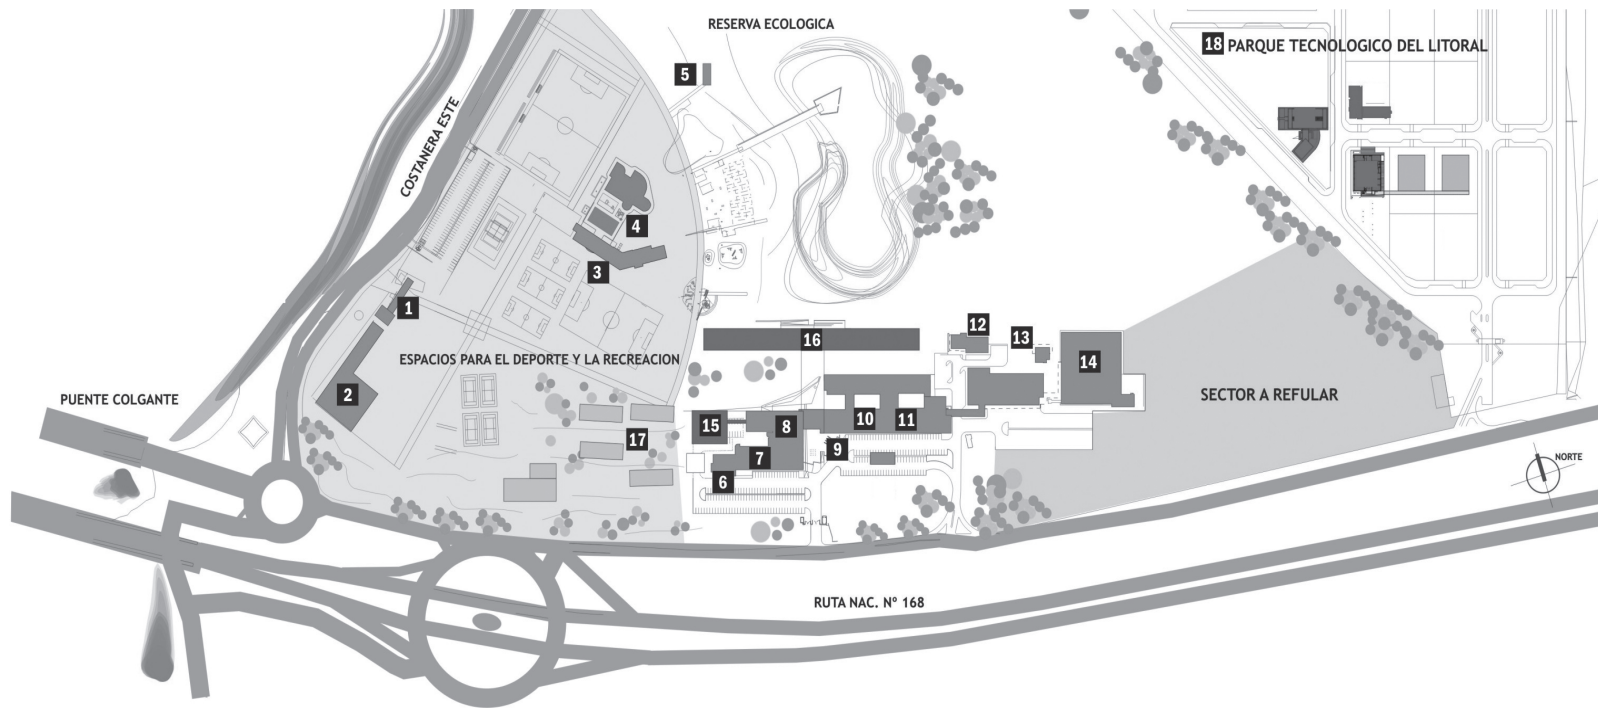 RESERVA ECOLOGICA
18 PARQUE TECNOLOGICO DEL LITORAL
5
COSTANERA ESTE
4
3
1
12
13
16
14
ESPACIOS PARA EL DEPORTE Y LA RECREACION
2
PUENTE COLGANTE
SECTOR A REFULAR
10
11
15
8
17
9
7
6
NORTE
RUTA NAC. Nº 168